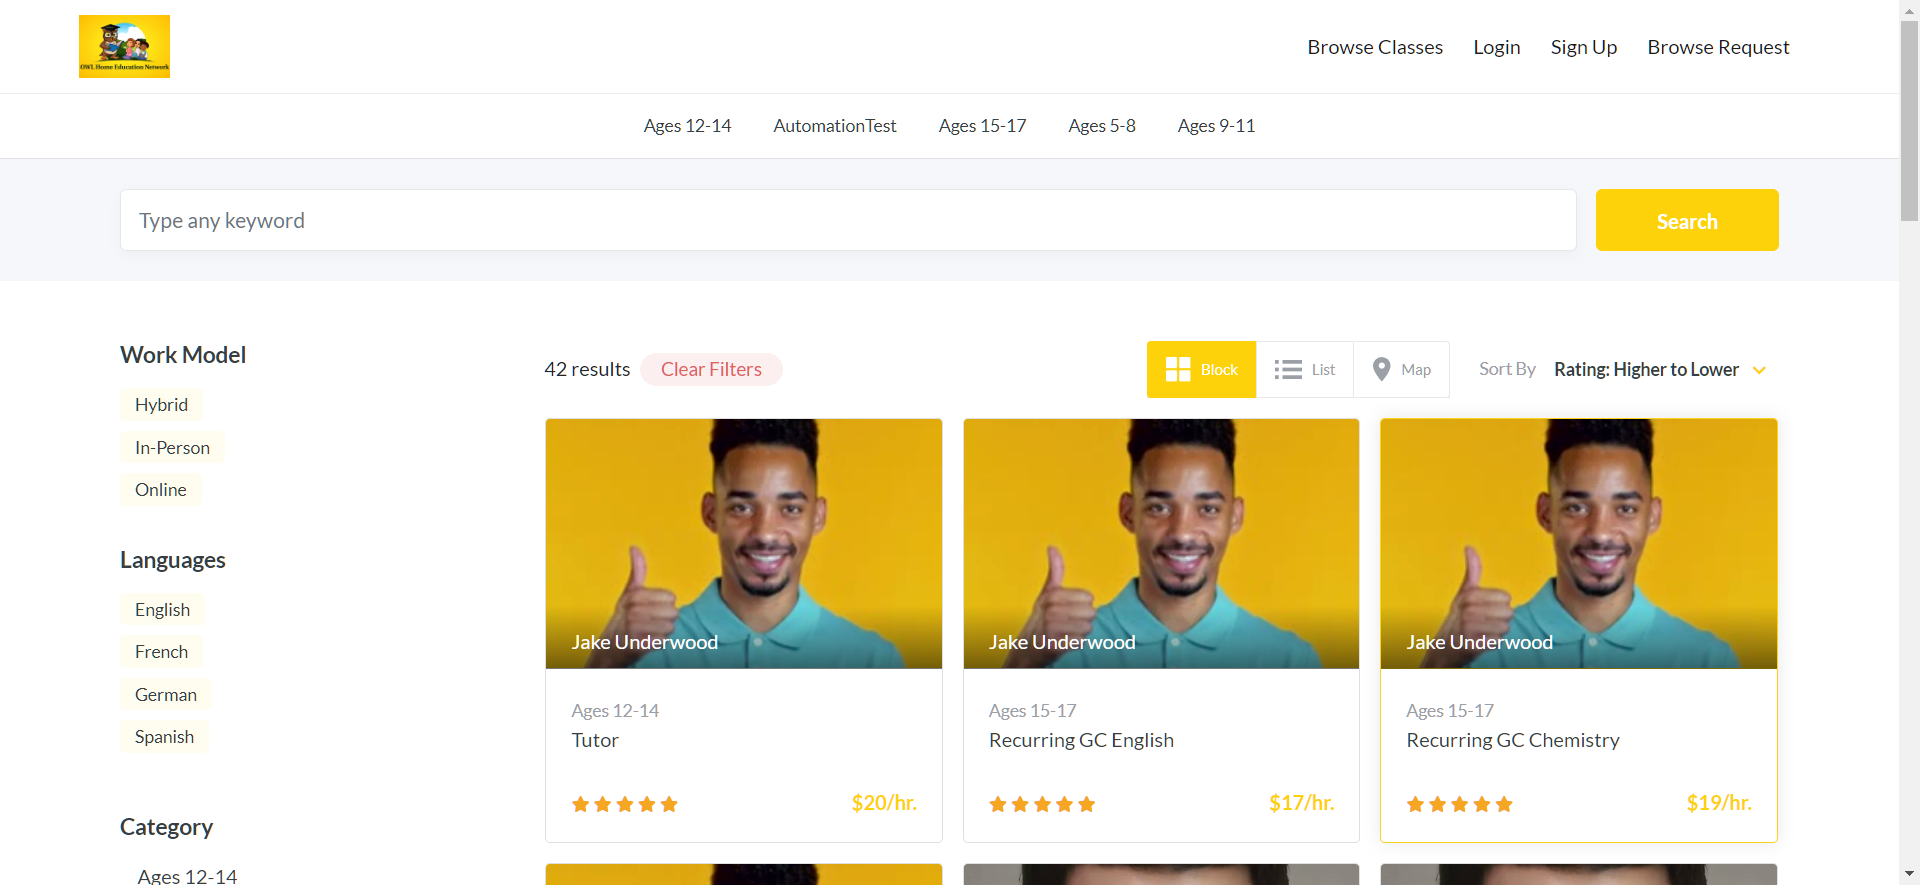 OWL Home Education Network
Browse Classes
Login
Sign Up
Browse Request
Ages 12-14
AutomationTest
Ages 15-17
Ages 5-8
Ages 9-11
Type any keyword
Search
Work Model
Hybrid
In-Person
Online
Languages
English
French
German
Spanish
Category
Ages 12-14
42 results
Clear Filters
Block
List
Map
Sort By
Rating: Higher to Lower
Jake Underwood
Ages 12-14
Tutor
$20/hr.
Jake Underwood
Ages 15-17
Recurring GC English
$17/hr.
Jake Underwood
Ages 15-17
Recurring GC Chemistry
$19/hr.